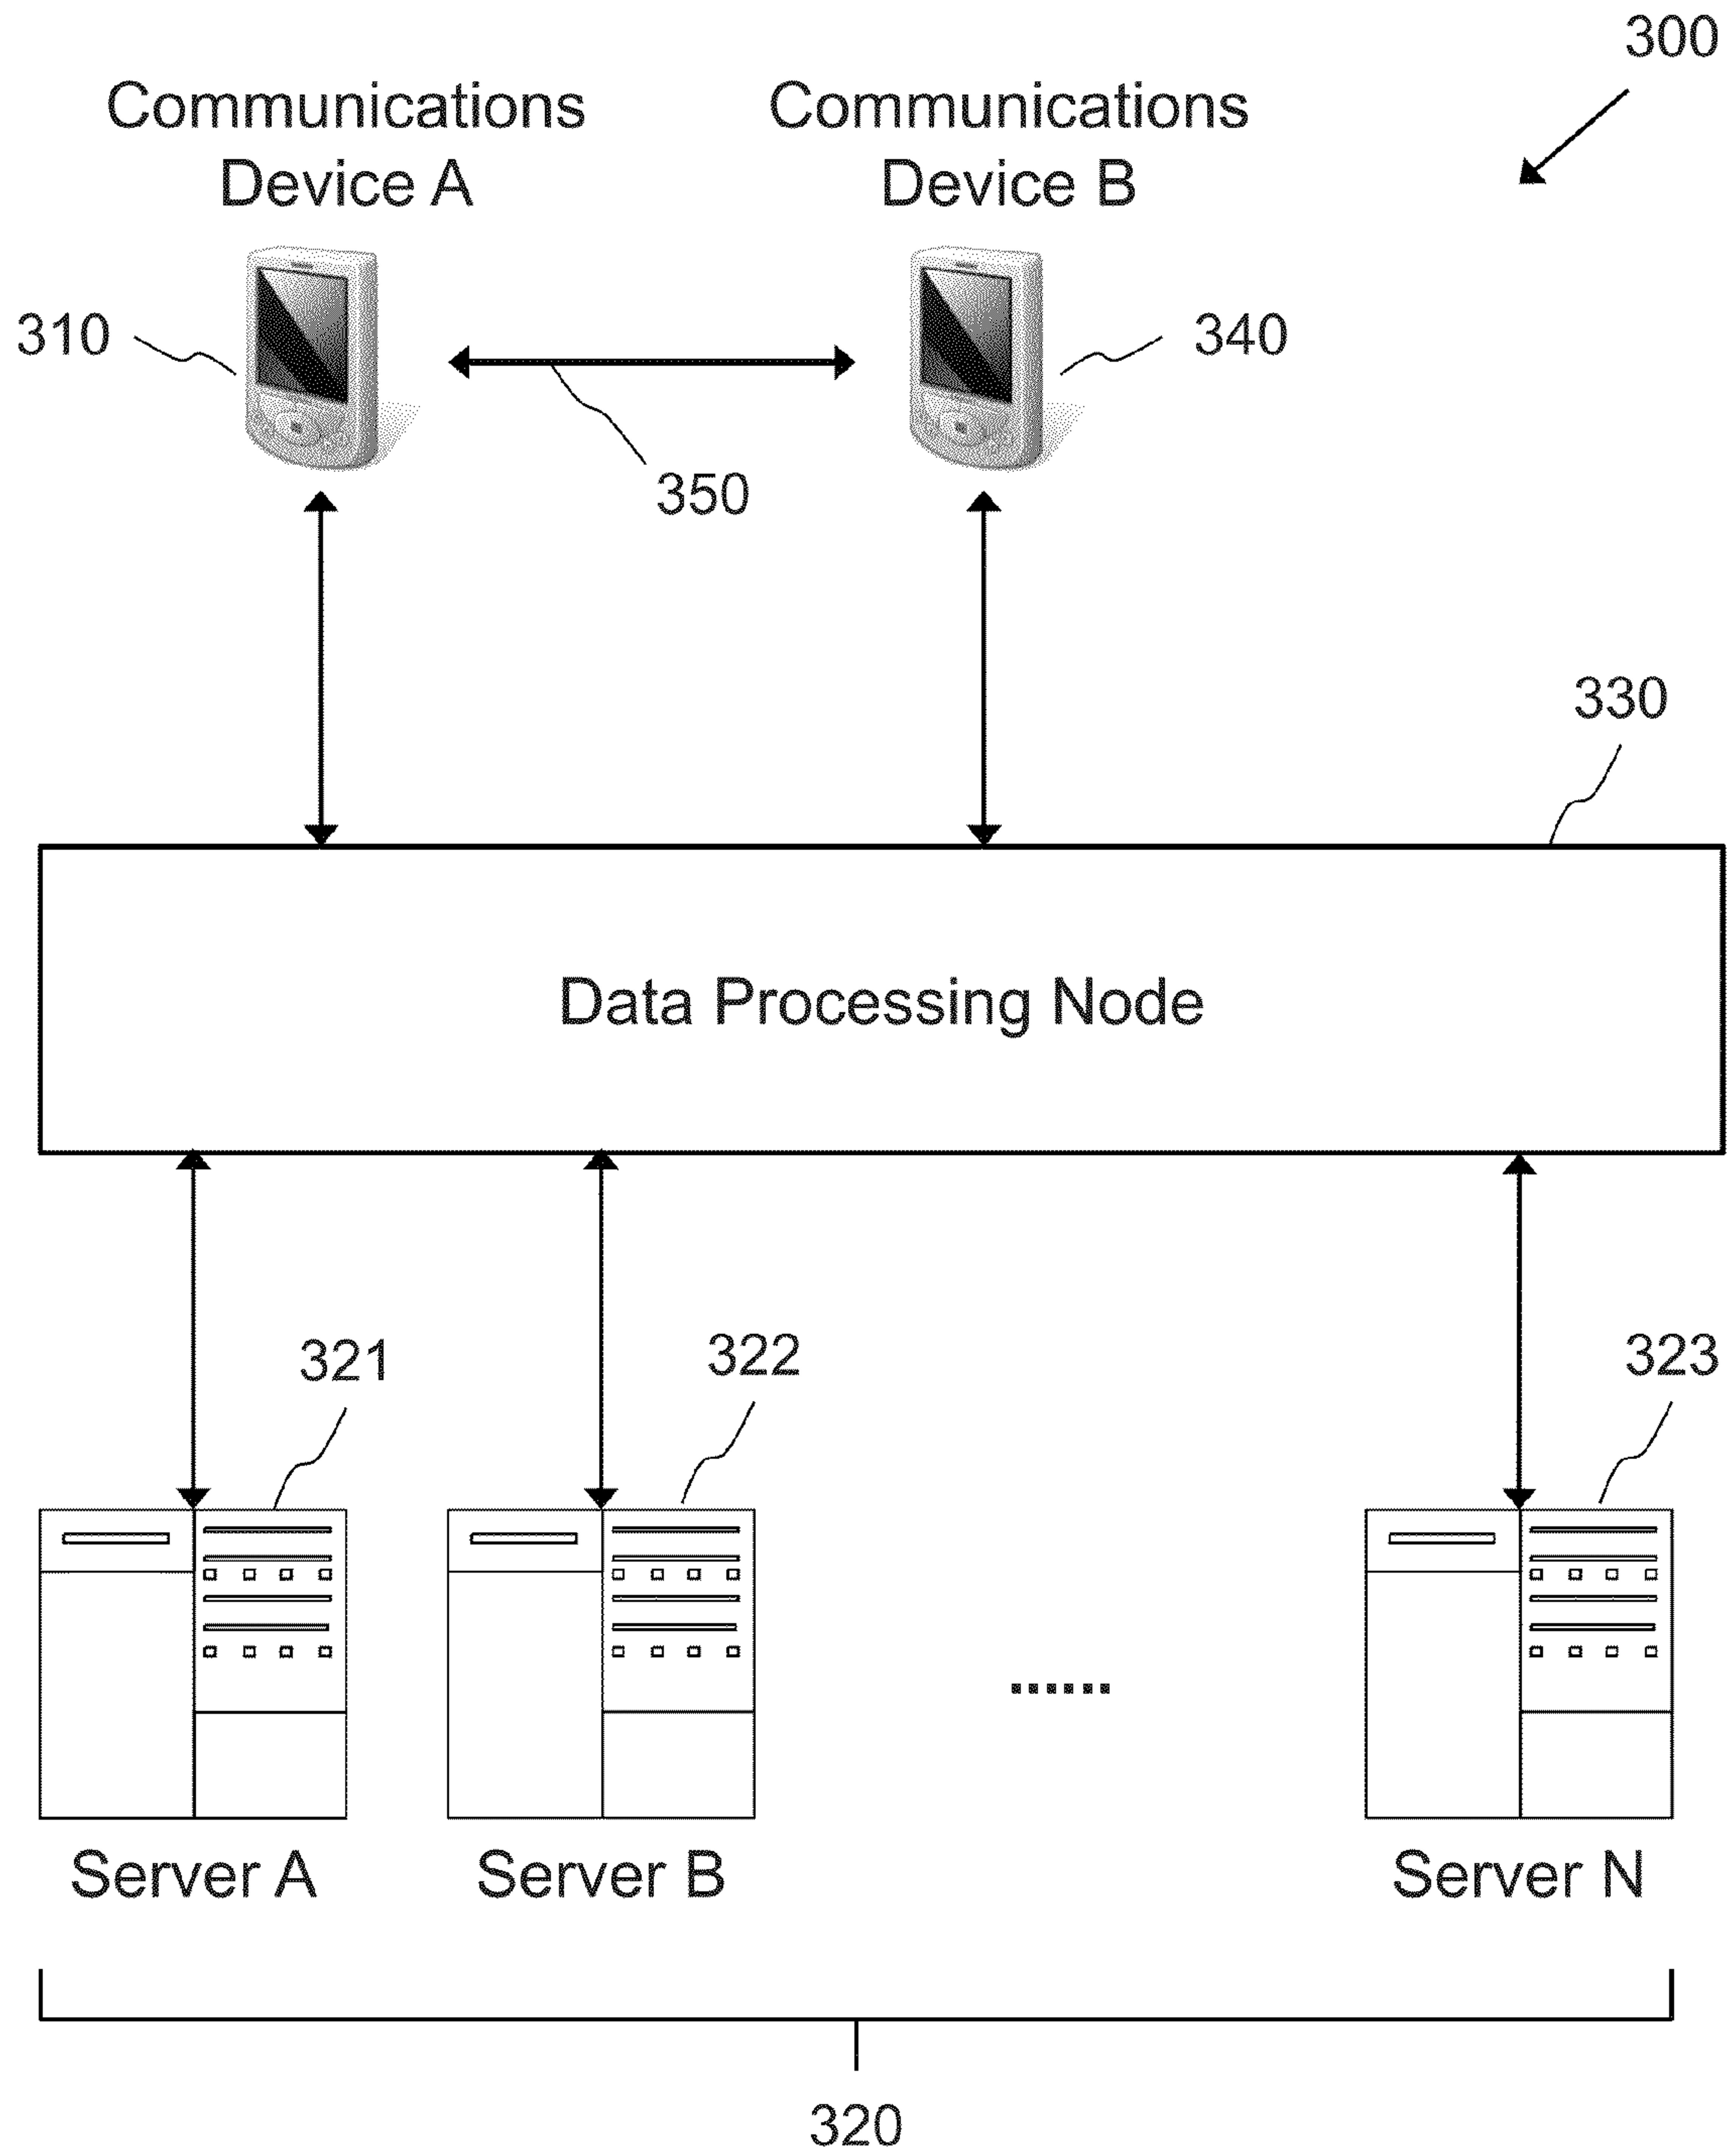 300
Communications
Device A
Communications
Device B
310
340
350
330
Data Processing Node
321
322
323
......
Server A
Server B
Server N
320